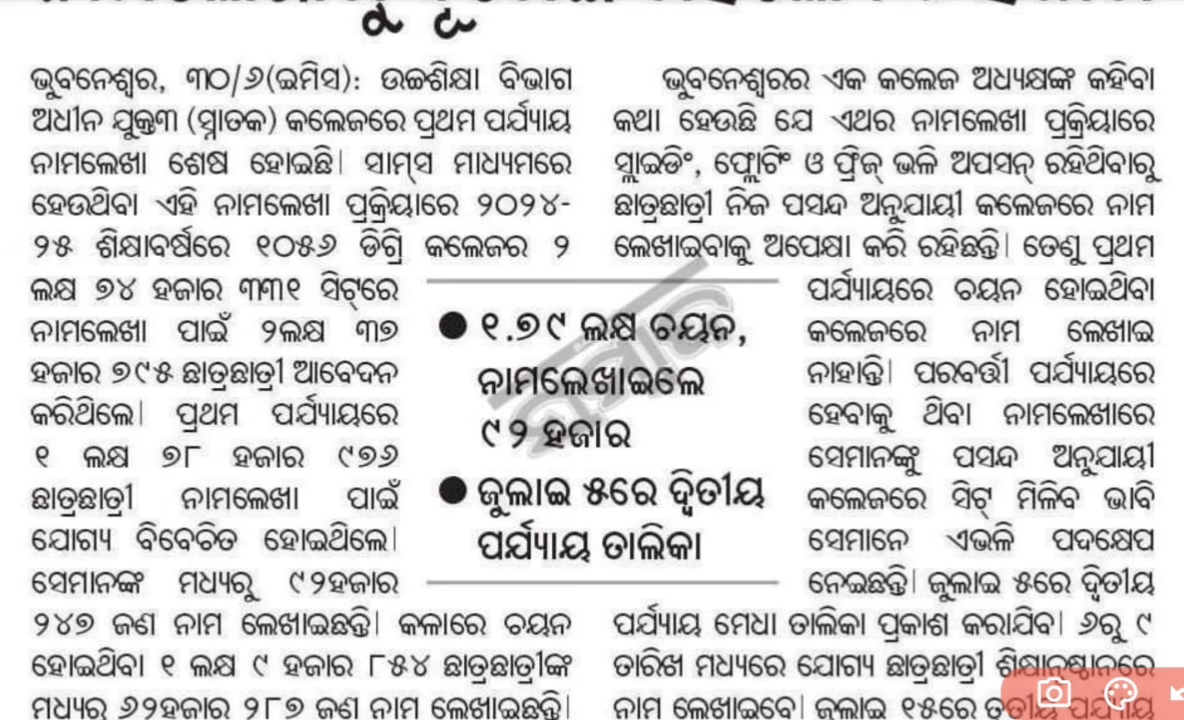 ଭୁବନେଶ୍ୱର, ୩୦/୬(ଇମିସ): ଉଚ୍ଚଶିକ୍ଷା ବିଭାଗ
ଅଧୀନ ଯୁକ୍ତ୩ (ସ୍ନାତକ) କଲେଜରେ ପ୍ରଥମ ପର୍ଯ୍ୟାୟ
ନାମଲେଖା ଶେଷ ହୋଇଛି। ସାମ୍‌ସ ମାଧ୍ୟମରେ
ହେଉଥିବା ଏହି ନାମଲେଖା ପ୍ରକ୍ରିୟାରେ ୨୦୨୪-
୨୫ ଶିକ୍ଷାବର୍ଷରେ ୧୦୫୬ ଡିଗ୍ରି କଲେଜର ୨
ଲକ୍ଷ ୭୪ ହଜାର ୩୩୧ ସିଟ୍‌ରେ
ନାମଲେଖା ପାଇଁ ୨ଲକ୍ଷ ୩୭
ହଜାର ୭୯୫ ଛାତ୍ରଛାତ୍ରୀ ଆବେଦନ
କରିଥିଲେ। ପ୍ରଥମ ପର୍ଯ୍ୟାୟରେ
୧ ଲକ୍ଷ ୭୮ ହଜାର ୯୭୬
ଛାତ୍ରଛାତ୍ରୀ ନାମଲେଖା ପାଇଁ
ଯୋଗ୍ୟ ବିବେଚିତ ହୋଇଥିଲେ।
ସେମାନଙ୍କ ମଧ୍ୟରୁ ୯୨ହଜାର
୨୪୭ ଜଣ ନାମ ଲେଖାଇଛନ୍ତି। କଳାରେ ଚୟନ
ହୋଇଥିବା ୧ ଲକ୍ଷ ୯ ହଜାର ୮୫୪ ଛାତ୍ରଛାତ୍ରୀଙ୍କ
ମଧ୍ୟରୁ ୬୨ହଜାର ୨୮୭ ଜଣ ନାମ ଲେଖାଇଛନ୍ତି।
● ୧.୭୯ ଲକ୍ଷ ଚୟନ,
ନାମଲେଖାଇଲେ
୯୨ ହଜାର
● ଜୁଲାଇ ୫ରେ ଦ୍ୱିତୀୟ
ପର୍ଯ୍ୟାୟ ତାଲିକା
ଭୁବନେଶ୍ୱରର ଏକ କଲେଜ ଅଧ୍ୟକ୍ଷଙ୍କ କହିବା
କଥା ହେଉଛି ଯେ ଏଥର ନାମଲେଖା ପ୍ରକ୍ରିୟାରେ
ସ୍ଲାଇଡିଂ, ଫ୍ଲୋଟିଂ ଓ ଫ୍ରିଜ୍ ଭଳି ଅପସନ୍ ରହିଥିବାରୁ
ଛାତ୍ରଛାତ୍ରୀ ନିଜ ପସନ୍ଦ ଅନୁଯାୟୀ କଲେଜରେ ନାମ
ଲେଖାଇବାକୁ ଅପେକ୍ଷା କରି ରହିଛନ୍ତି। ତେଣୁ ପ୍ରଥମ
ପର୍ଯ୍ୟାୟରେ ଚୟନ ହୋଇଥିବା
କଲେଜରେ ନାମ ଲେଖାଇ
ନାହାନ୍ତି। ପରବର୍ତ୍ତୀ ପର୍ଯ୍ୟାୟରେ
ହେବାକୁ ଥିବା ନାମଲେଖାରେ
ସେମାନଙ୍କୁ ପସନ୍ଦ ଅନୁଯାୟୀ
କଲେଜରେ ସିଟ୍ ମିଳିବ ଭାବି
ସେମାନେ ଏଭଳି ପଦକ୍ଷେପ
ନେଇଛନ୍ତି। ଜୁଲାଇ ୫ରେ ଦ୍ୱିତୀୟ
ପର୍ଯ୍ୟାୟ ମେଧା ତାଲିକା ପ୍ରକାଶ କରାଯିବ। ୬ରୁ ୯
ତାରିଖ ମଧ୍ୟରେ ଯୋଗ୍ୟ ଛାତ୍ରଛାତ୍ରୀ ଶିକ୍ଷାନୁଷ୍ଠାନରେ
ନାମ ଲେଖାଇବେ। ଜୁଲାଇ ୧୫ରେ ତୃତୀୟ ପର୍ଯ୍ୟାୟ